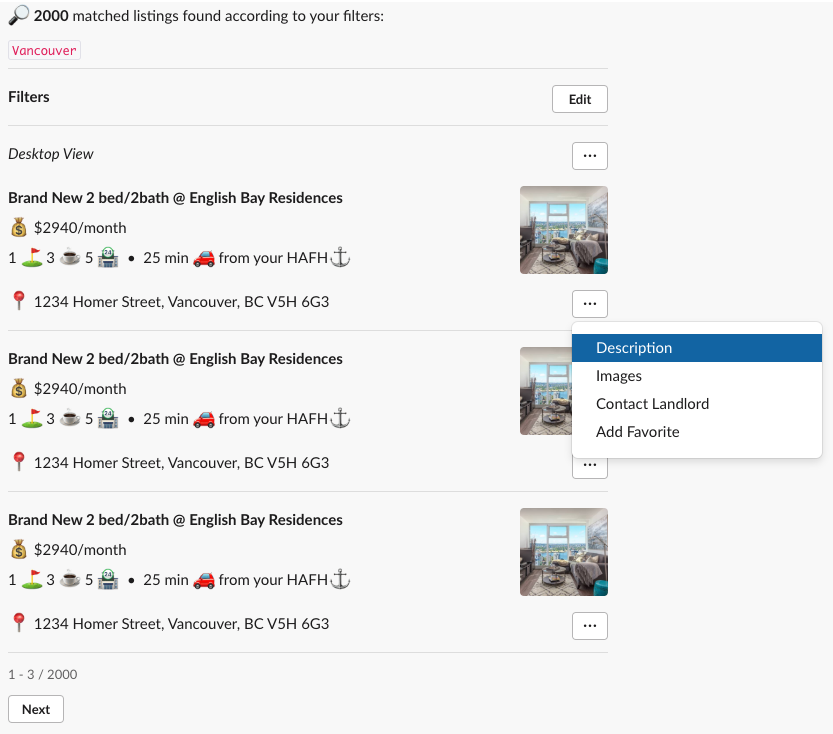 🔎 2000 matched listings found according to your filters:
Vancouver
Filters
Edit
Desktop View
...
Brand New 2 bed/2bath @ English Bay Residences
💰 $2940/month
1 ⛳ 3 ☕ 5 🏪 • 25 min 🚗 from your HAFH⚓
📍 1234 Homer Street, Vancouver, BC V5H 6G3
...
Description
Images
Contact Landlord
Add Favorite
Brand New 2 bed/2bath @ English Bay Residences
💰 $2940/month
1 ⛳ 3 ☕ 5 🏪 • 25 min 🚗 from your HAFH⚓
📍 1234 Homer Street, Vancouver, BC V5H 6G3
...
Brand New 2 bed/2bath @ English Bay Residences
💰 $2940/month
1 ⛳ 3 ☕ 5 🏪 • 25 min 🚗 from your HAFH⚓
📍 1234 Homer Street, Vancouver, BC V5H 6G3
...
1 - 3 / 2000
Next